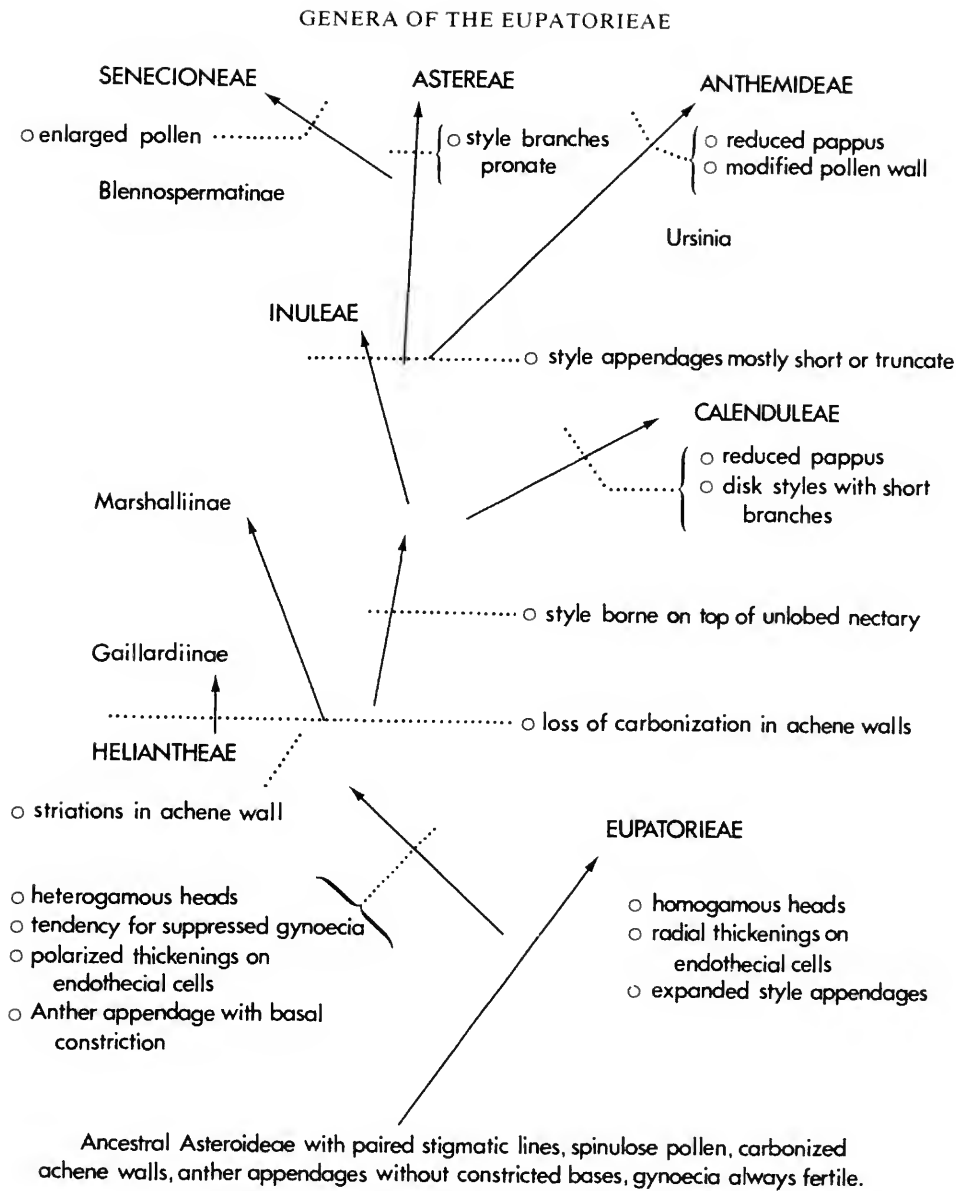 GENERA OF THE EUPATORIEAE
SENECIONEAE
ASTEREAE
ANTHEMIDEAE
enlarged pollen
style branches
pronate
reduced pappus
modified pollen wall
Blennospermatinae
Ursinia
INULEAE
style appendages mostly short or truncate
CALENDULEAE
reduced pappus
disk styles with short
branches
Marshalliinae
style borne on top of unlobed nectary
Gaillardiinae
loss of carbonization in achene walls
HELIANTHEAE
striations in achene wall
EUPATORIEAE
heterogamous heads
tendency for suppressed gynoecia
polarized thickenings on
endothecial cells
Anther appendage with basal
constriction
homogamous heads
radial thickenings on
endothecial cells
expanded style appendages
Ancestral Asteroideae with paired stigmatic lines, spinulose pollen, carbonized
achene walls, anther appendages without constricted bases, gynoecia always fertile.